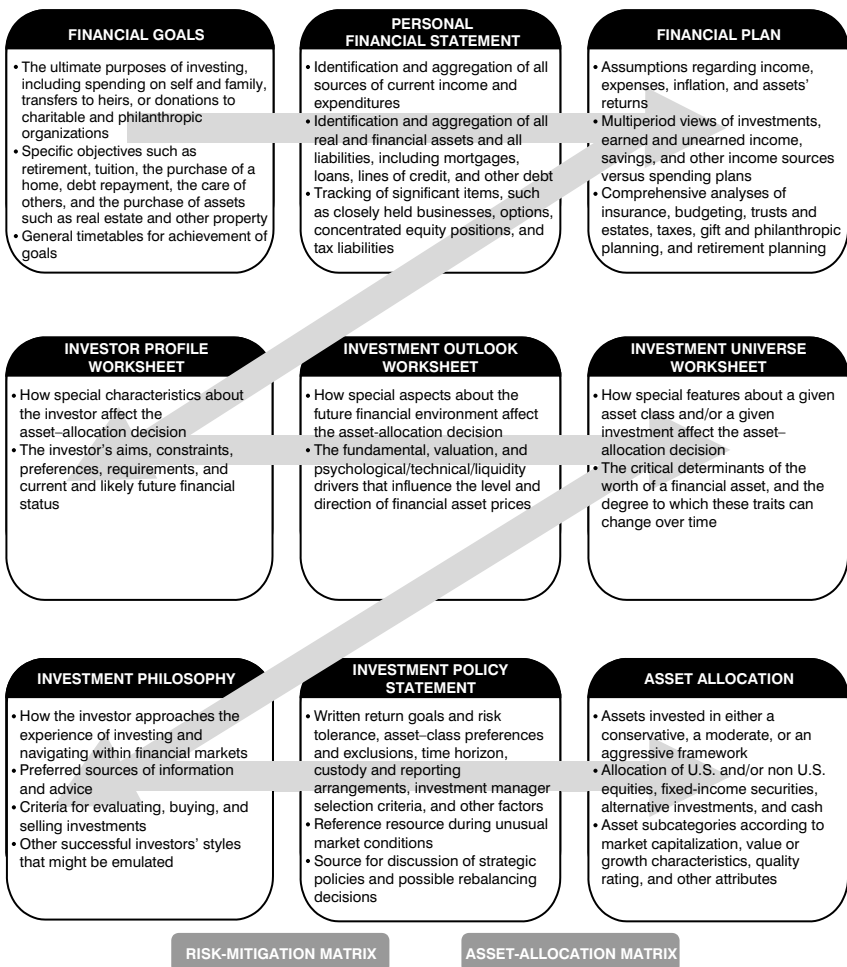 FINANCIAL GOALS
• The ultimate purposes of investing,
including spending on self and family,
transfers to heirs, or donations to
charitable and philanthropic
organizations
• Specific objectives such as
retirement, tuition, the purchase of a
home, debt repayment, the care of
others, and the purchase of assets
such as real estate and other property
• General timetables for achievement of
goals
PERSONAL
FINANCIAL STATEMENT
• Identification and aggregation of all
sources of current income and
expenditures
• Identification and aggregation of all
real and financial assets and all
liabilities, including mortgages,
loans, lines of credit, and other debt
• Tracking of significant items, such
as closely held businesses, options,
concentrated equity positions, and
tax liabilities
FINANCIAL PLAN
• Assumptions regarding income,
expenses, inflation, and assets’
returns
• Multiperiod views of investments,
earned and unearned income,
savings, and other income sources
versus spending plans
• Comprehensive analyses of
insurance, budgeting, trusts and
estates, taxes, gift and philanthropic
planning, and retirement planning
INVESTOR PROFILE
WORKSHEET
• How special characteristics about
the investor affect the
asset–allocation decision
• The investor’s aims, constraints,
preferences, requirements, and
current and likely future financial
status
INVESTMENT OUTLOOK
WORKSHEET
• How special aspects about the
future financial environment affect
the asset-allocation decision
• The fundamental, valuation, and
psychological/technical/liquidity
drivers that influence the level and
direction of financial asset prices
INVESTMENT UNIVERSE
WORKSHEET
• How special features about a given
asset class and/or a given
investment affect the asset–
allocation decision
• The critical determinants of the
worth of a financial asset, and the
degree to which these traits can
change over time
INVESTMENT PHILOSOPHY
• How the investor approaches the
experience of investing and
navigating within financial markets
• Preferred sources of information
and advice
• Criteria for evaluating, buying, and
selling investments
• Other successful investors’ styles
that might be emulated
INVESTMENT POLICY
STATEMENT
• Written return goals and risk
tolerance, asset–class preferences
and exclusions, time horizon,
custody and reporting
arrangements, investment manager
selection criteria, and other factors
• Reference resource during unusual
market conditions
• Source for discussion of strategic
policies and possible rebalancing
decisions
ASSET ALLOCATION
• Assets invested in either a
conservative, a moderate, or an
aggressive framework
• Allocation of U.S. and/or non U.S.
equities, fixed-income securities,
alternative investments, and cash
• Asset subcategories according to
market capitalization, value or
growth characteristics, quality
rating, and other attributes
RISK-MITIGATION MATRIX
ASSET-ALLOCATION MATRIX